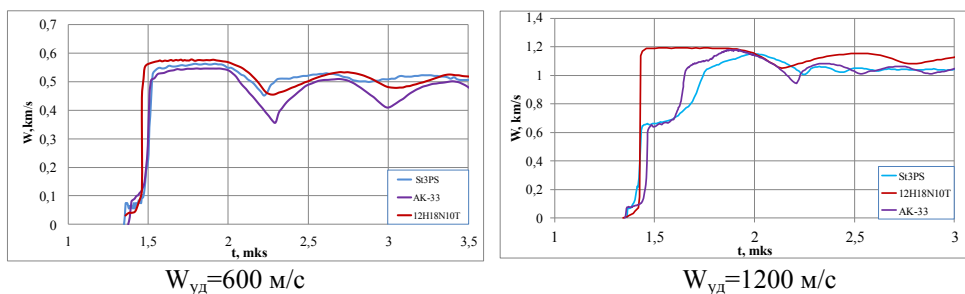 W,km/s
0,7
0,6
0,5
0,4
0,3
0,2
0,1
0
1 1,5 2 2,5 3 3,5
t, mks
St3PS
AK-33
12H18N10T
W_уд=600 м/с
W, km/s
1,4
1,2
1
0,8
0,6
0,4
0,2
0
1 1,5 2 2,5 3
t, mks
St3PS
12H18N10T
AK-33
W_уд=1200 м/с